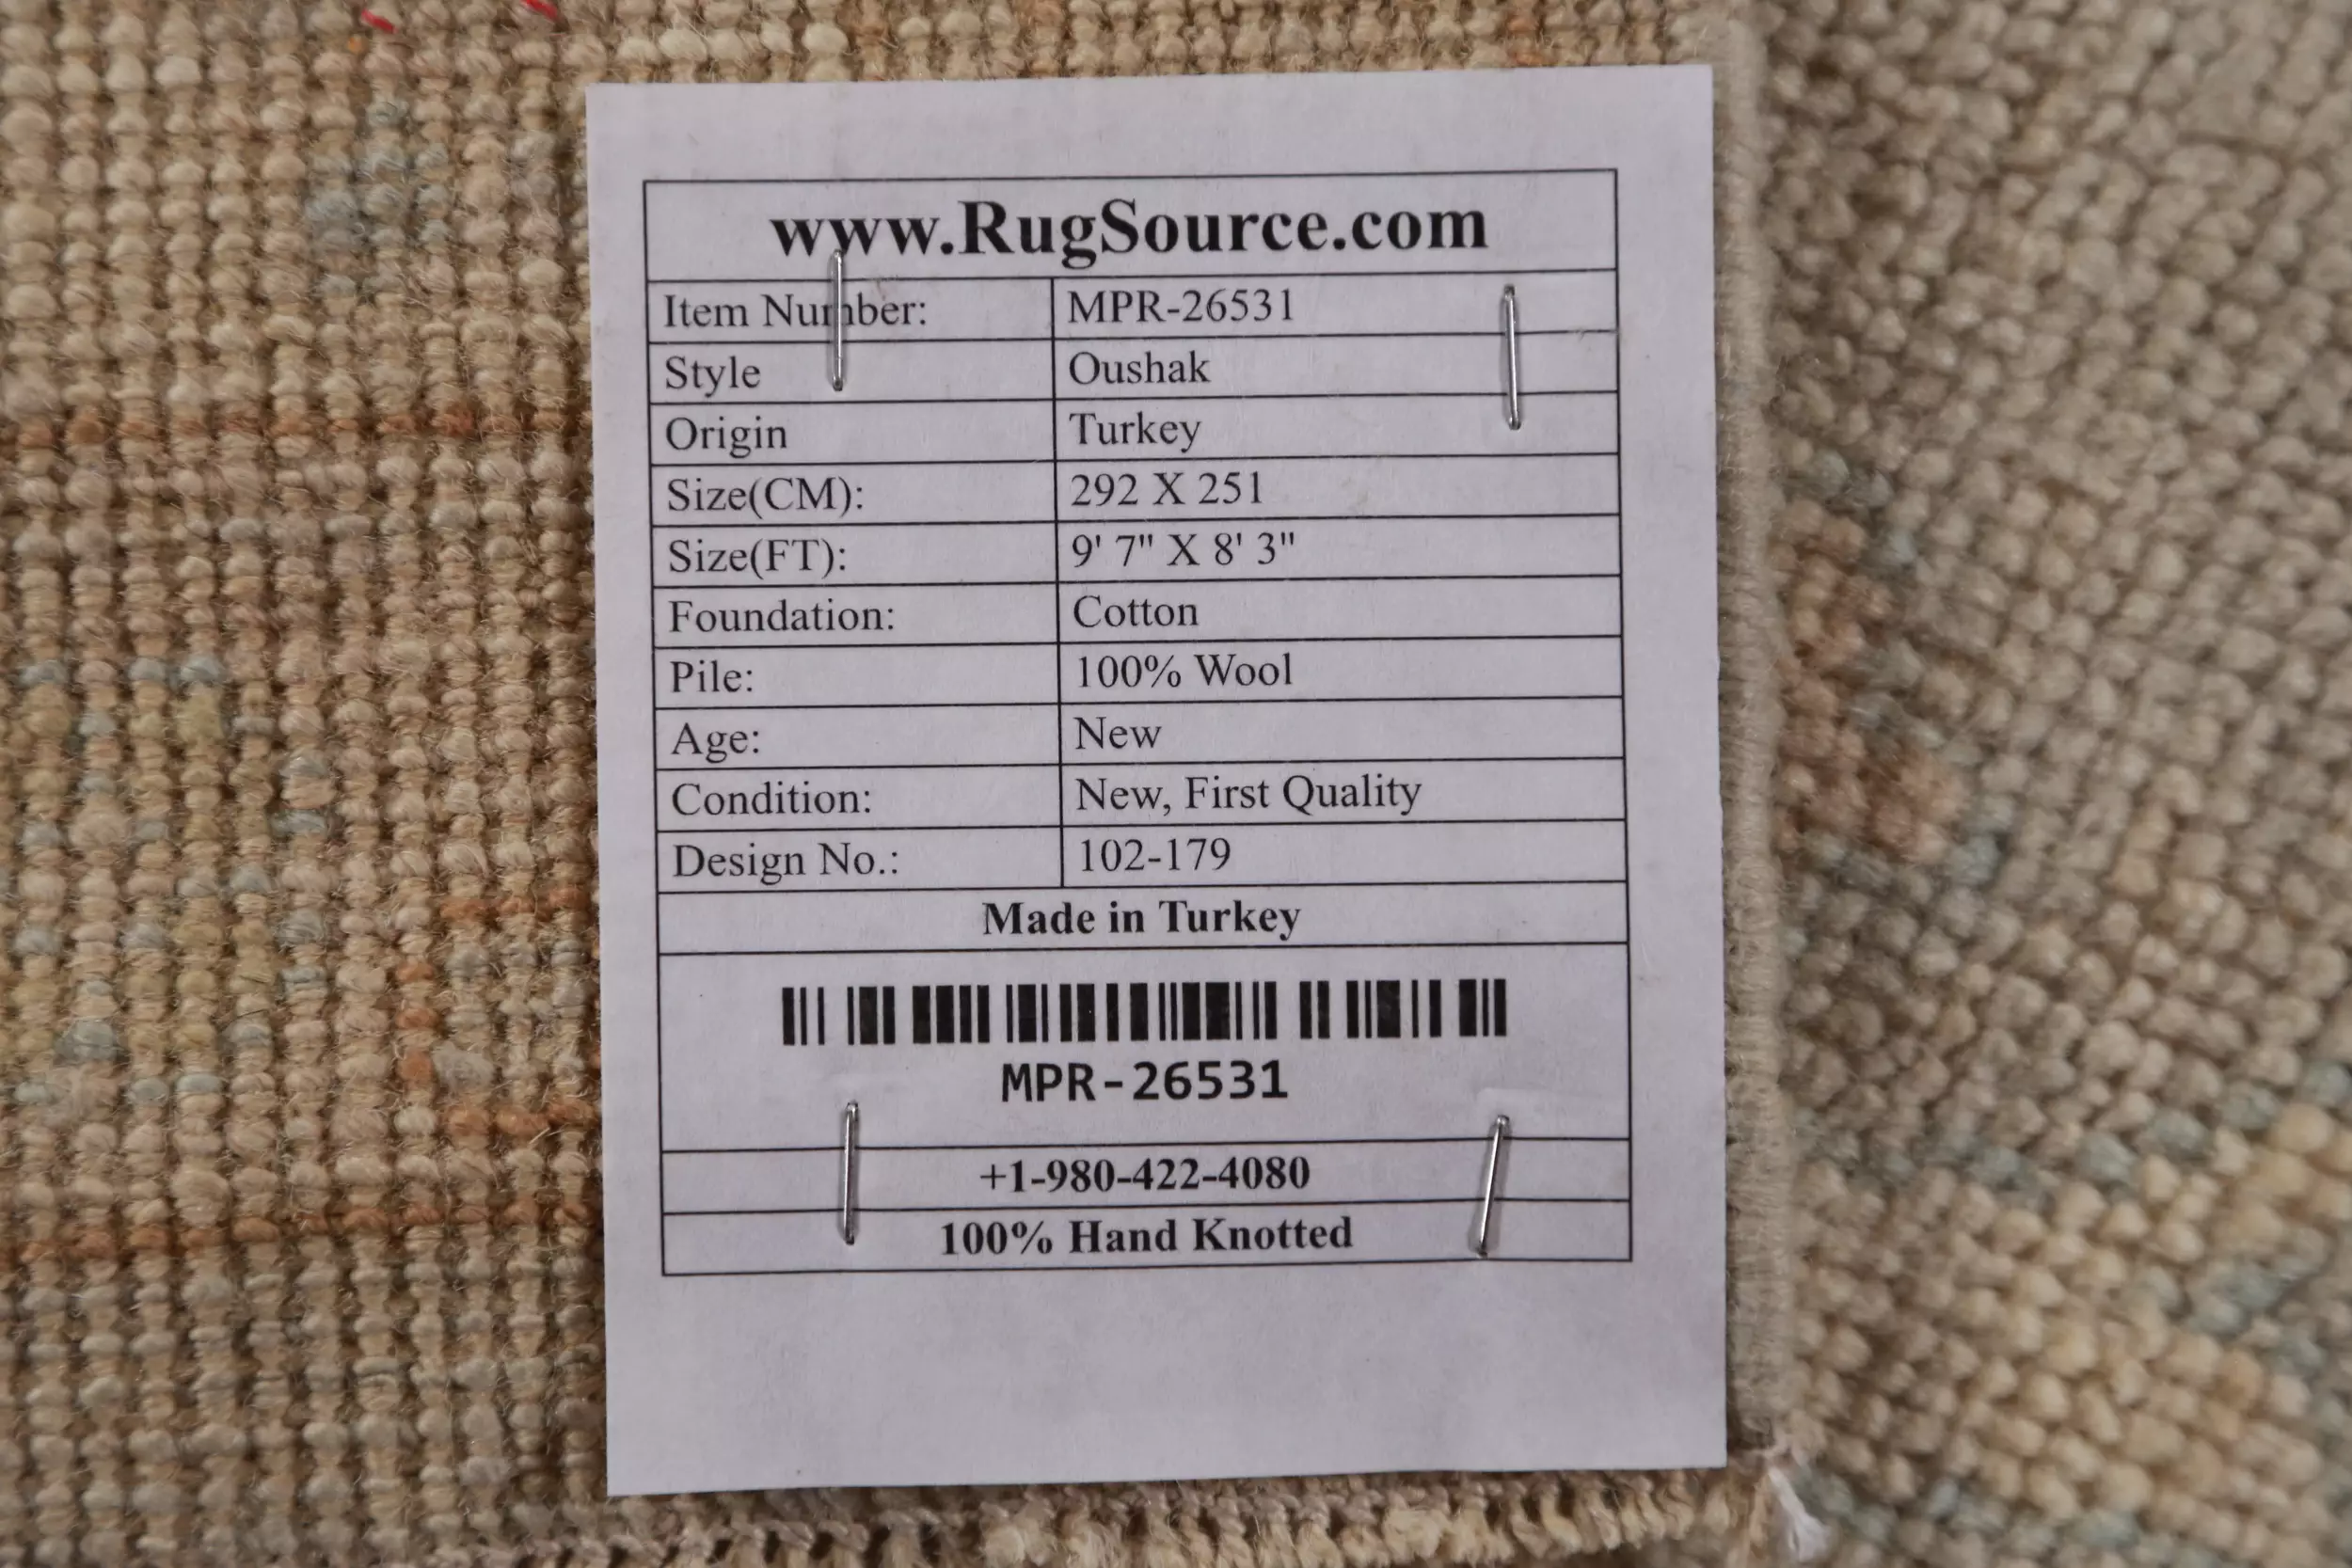 www.RugSource.com
Item Number: MPR-26531
Style Oushak
Origin Turkey
Size(CM): 292 X 251
Size(FT): 9' 7" X 8' 3"
Foundation: Cotton
Pile: 100% Wool
Age: New
Condition: New, First Quality
Design No.: 102-179
Made in Turkey
MPR-26531
+1-980-422-4080
100% Hand Knotted